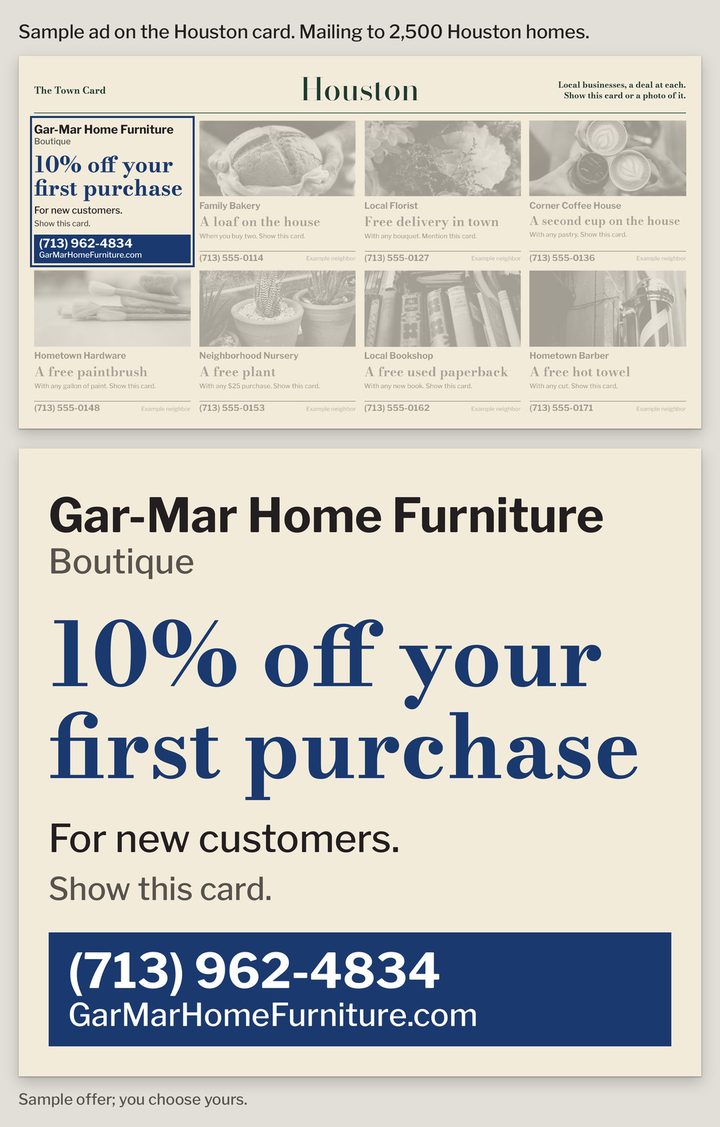 Sample ad on the Houston card. Mailing to 2,500 Houston homes.
The Town Card
Houston
Local businesses, a deal at each.
Show this card or a photo of it.
Gar-Mar Home Furniture
Boutique
10% off your
first purchase
For new customers.
Show this card.
(713) 962-4834
GarMarHomeFurniture.com
Family Bakery
A loaf on the house
When you buy two. Show this card.
(713) 555-0114 Example neighbor
Local Florist
Free delivery in town
With any bouquet. Mention this card.
(713) 555-0127 Example neighbor
Corner Coffee House
A second cup on the house
With any pastry. Show this card.
(713) 555-0136 Example neighbor
Hometown Hardware
A free paintbrush
With any gallon of paint. Show this card.
(713) 555-0148 Example neighbor
Neighborhood Nursery
A free plant
With any $25 purchase. Show this card.
(713) 555-0153 Example neighbor
Local Bookshop
A free used paperback
With any new book. Show this card.
(713) 555-0162 Example neighbor
Hometown Barber
A free hot towel
With any cut. Show this card.
(713) 555-0171 Example neighbor
Gar-Mar Home Furniture
Boutique
10% off your
first purchase
For new customers.
Show this card.
(713) 962-4834
GarMarHomeFurniture.com
Sample offer; you choose yours.